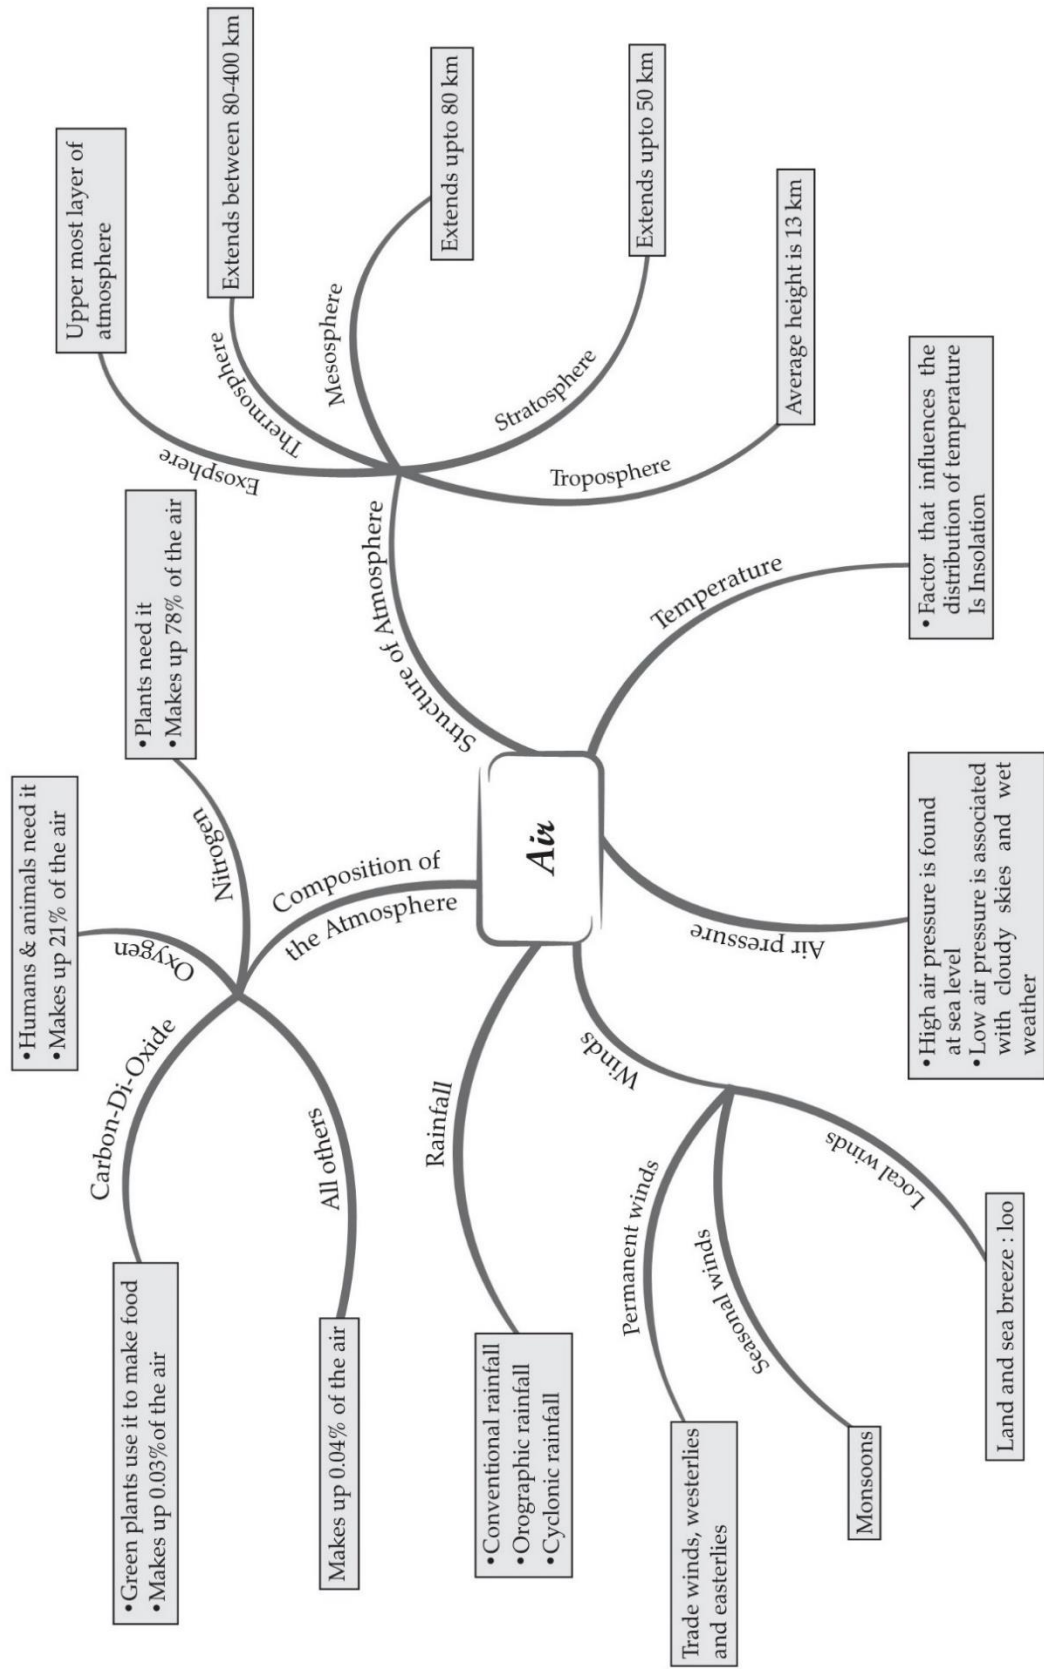 Air
Composition of
the Atmosphere
Nitrogen
•Plants need it
•Makes up 78% of the air
Oxygen
•Humans & animals need it
•Makes up 21% of the air
Carbon-Di-Oxide
•Green plants use it to make food
•Makes up 0.03%of the air
All others
Makes up 0.04% of the air
Rainfall
•Conventional rainfall
•Orographic rainfall
•Cyclonic rainfall
Winds
Permanent winds
Trade winds, westerlies
and easterlies
Seasonal winds
Monsoons
Local winds
Land and sea breeze : loo
Air pressure
•High air pressure is found
at sea level
•Low air pressure is associated
with cloudy skies and wet
weather
Temperature
•Factor that influences the
distribution of temperature
Is Insolation
Structure of Atmosphere
Exosphere
Upper most layer of
atmosphere
Thermosphere
Extends between 80-400 km
Mesosphere
Extends upto 80 km
Stratosphere
Extends upto 50 km
Troposphere
Average height is 13 km